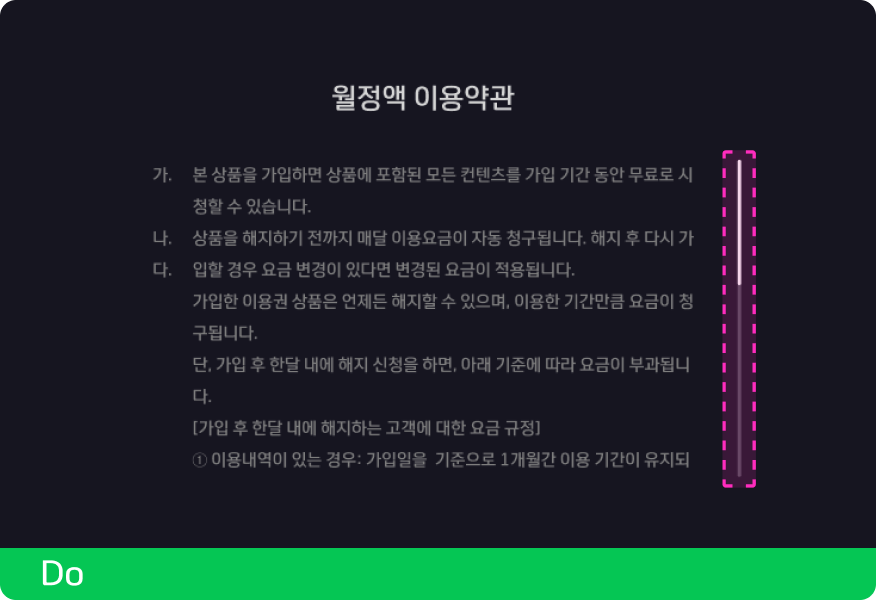 월정액 이용약관
가. 본 상품을 가입하면 상품에 포함된 모든 컨텐츠를 가입 기간 동안 무료로 시
청할 수 있습니다.
나. 상품을 해지하기 전까지 매달 이용요금이 자동 청구됩니다. 해지 후 다시 가
다. 입할 경우 요금 변경이 있다면 변경된 요금이 적용됩니다.
가입한 이용권 상품은 언제든 해지할 수 있으며, 이용한 기간만큼 요금이 청
구됩니다.
단, 가입 후 한달 내에 해지 신청을 하면, 아래 기준에 따라 요금이 부과됩니
다.
[가입 후 한달 내에 해지하는 고객에 대한 요금 규정]
① 이용내역이 있는 경우: 가입일을 기준으로 1개월간 이용 기간이 유지되
Do